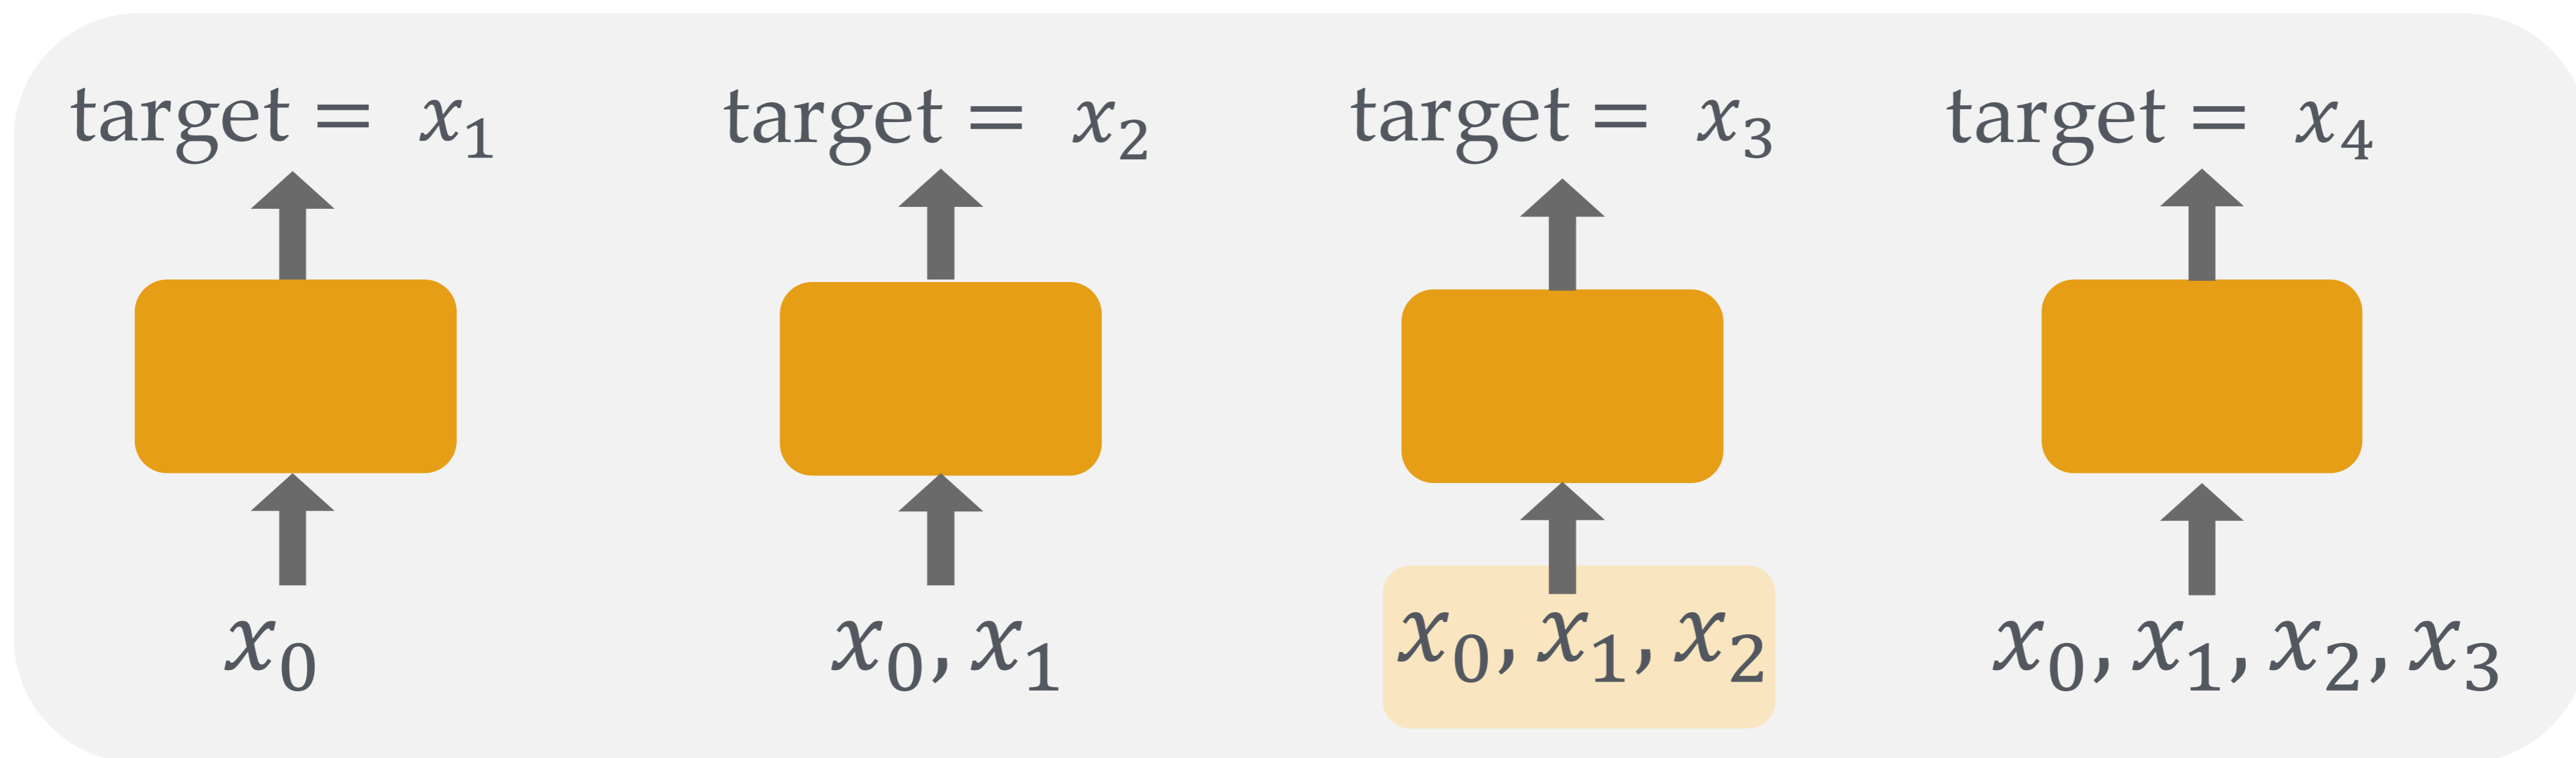 target = x₁
target = x₂
target = x₃
target = x₄
x₀
x₀, x₁
x₀, x₁, x₂
x₀, x₁, x₂, x₃